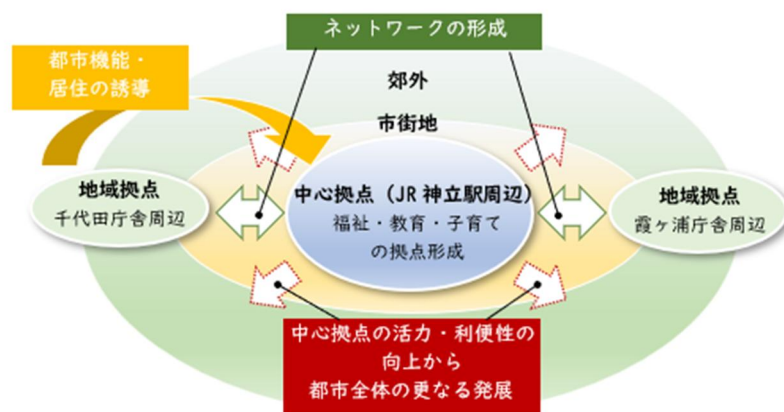 ネットワークの形成
都市機能・
居住の誘導
郊外
市街地
地域拠点
千代田庁舎周辺
中心拠点（JR 神立駅周辺）
福祉・教育・子育て
の拠点形成
地域拠点
霞ヶ浦庁舎周辺
中心拠点の活力・利便性の
向上から
都市全体の更なる発展